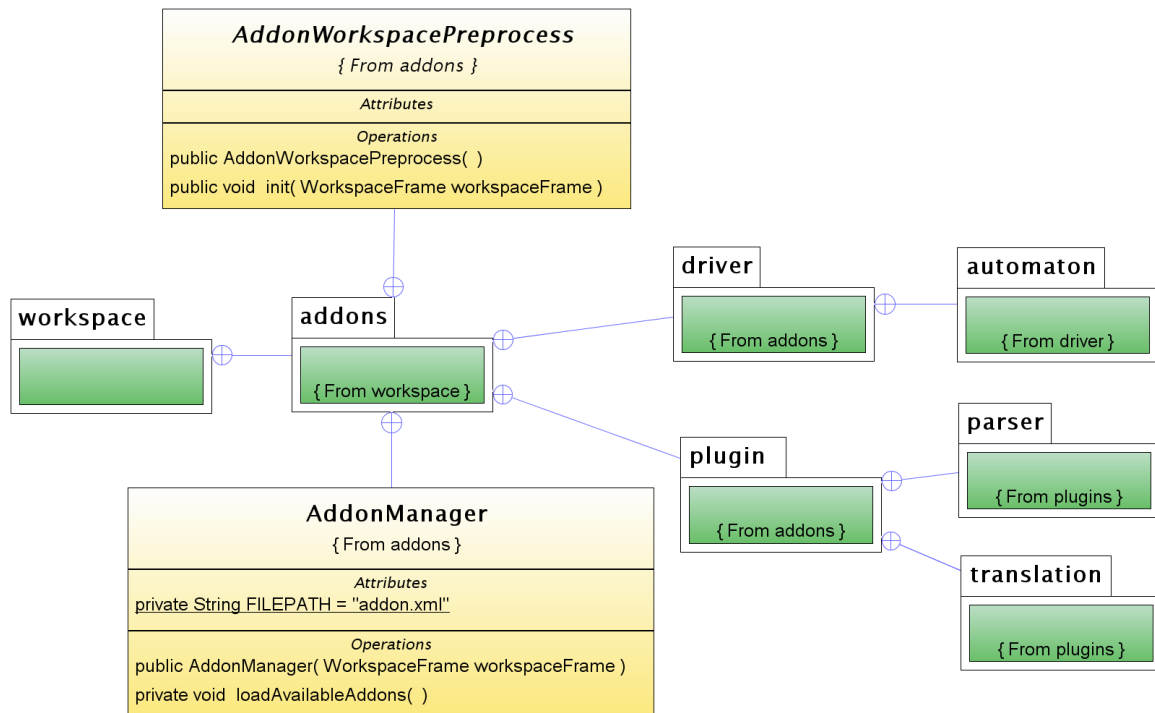 AddonWorkspacePreprocess
{ From addons }
Attributes
Operations
public AddonWorkspacePreprocess( )
public void init( WorkspaceFrame workspaceFrame )
workspace
addons
{ From workspace }
driver
{ From addons }
automaton
{ From driver }
plugin
{ From addons }
parser
{ From plugins }
translation
{ From plugins }
AddonManager
{ From addons }
Attributes
private String FILEPATH = "addon.xml"
Operations
public AddonManager( WorkspaceFrame workspaceFrame )
private void loadAvailableAddons( )